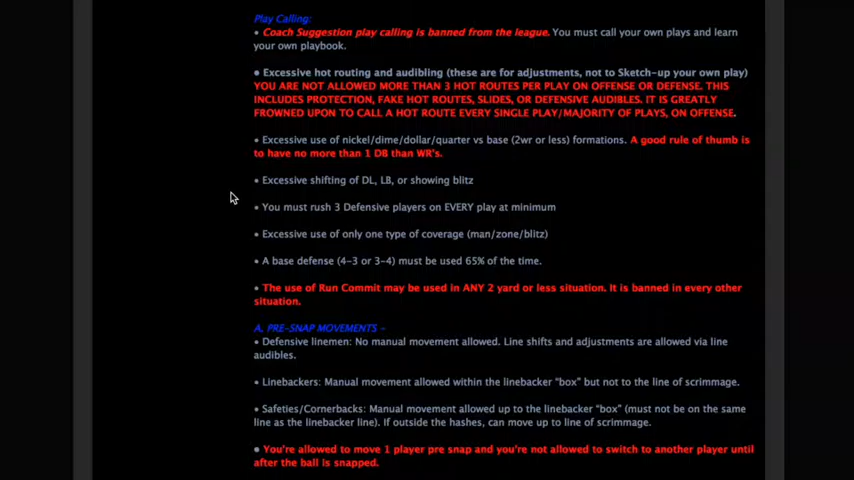 Play Calling:
• Coach Suggestion play calling is banned from the league. You must call your own plays and learn
your own playbook.
• Excessive hot routing and audibling (these are for adjustments, not to Sketch-up your own play)
YOU ARE NOT ALLOWED MORE THAN 3 HOT ROUTES PER PLAY ON OFFENSE OR DEFENSE. THIS
INCLUDES PROTECTION, FAKE HOT ROUTES, SLIDES, OR DEFENSIVE AUDIBLES. IT IS GREATLY
FROWNED UPON TO CALL A HOT ROUTE EVERY SINGLE PLAY/MAJORITY OF PLAYS, ON OFFENSE.
• Excessive use of nickel/dime/dollar/quarter vs base (2wr or less) formations. A good rule of thumb is
to have no more than 1 DB than WR's.
• Excessive shifting of DL, LB, or showing blitz
• You must rush 3 Defensive players on EVERY play at minimum
• Excessive use of only one type of coverage (man/zone/blitz)
• A base defense (4-3 or 3-4) must be used 65% of the time.
• The use of Run Commit may be used in ANY 2 yard or less situation. It is banned in every other
situation.
A. PRE-SNAP MOVEMENTS -
• Defensive linemen: No manual movement allowed. Line shifts and adjustments are allowed via line
audibles.
• Linebackers: Manual movement allowed within the linebacker "box" but not to the line of scrimmage.
• Safeties/Cornerbacks: Manual movement allowed up to the linebacker "box" (must not be on the same
line as the linebacker line). If outside the hashes, can move up to line of scrimmage.
• You're allowed to move 1 player pre snap and you're not allowed to switch to another player until
after the ball is snapped.